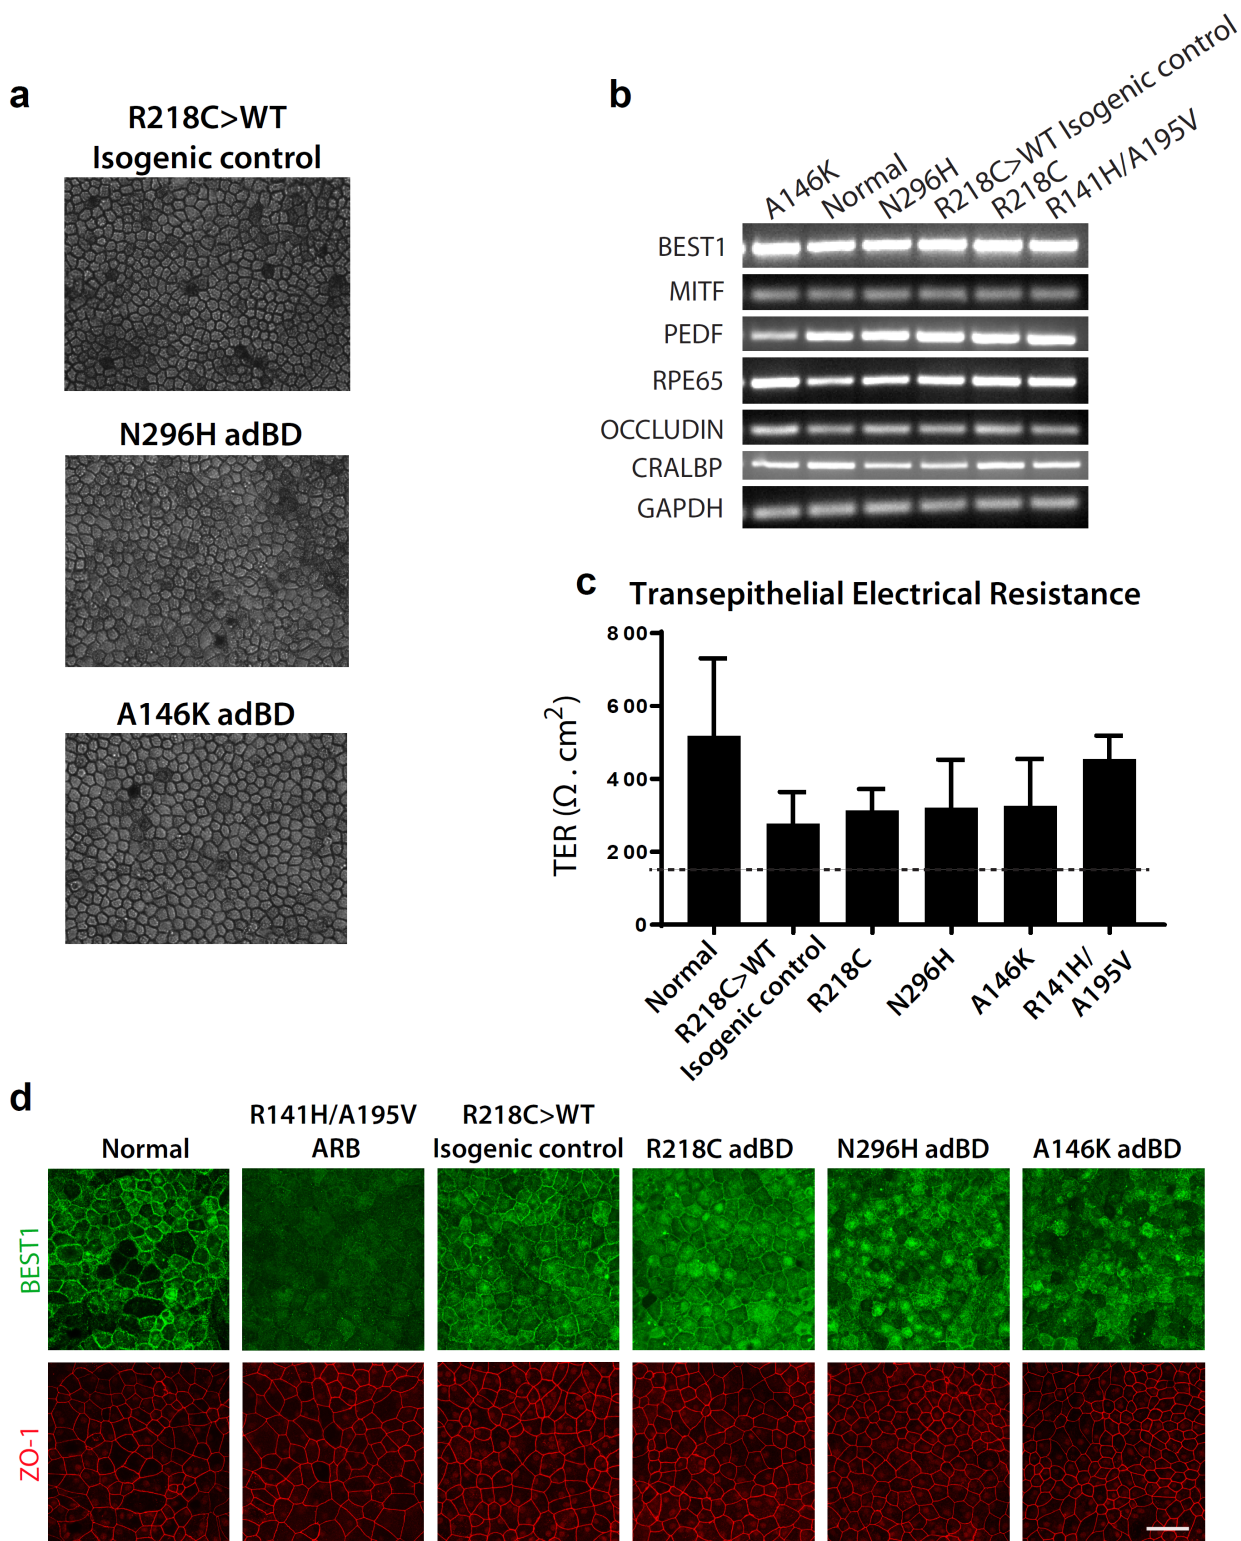 a
R218C>WT
Isogenic control
N296H adBD
A146K adBD
b
A146K
Normal
N296H
R218C>WT Isogenic control
R218C
R141H/A195V
BEST1
MITF
PEDF
RPE65
OCCLUDIN
CRALBP
GAPDH
c
Transepithelial Electrical Resistance
TER (Ω . cm²)
800
600
400
200
0
Normal
R218C>WT
Isogenic control
R218C
N296H
A146K
R141H/
A195V
d
Normal
R141H/A195V
ARB
R218C>WT
Isogenic control
R218C adBD
N296H adBD
A146K adBD
BEST1
ZO-1